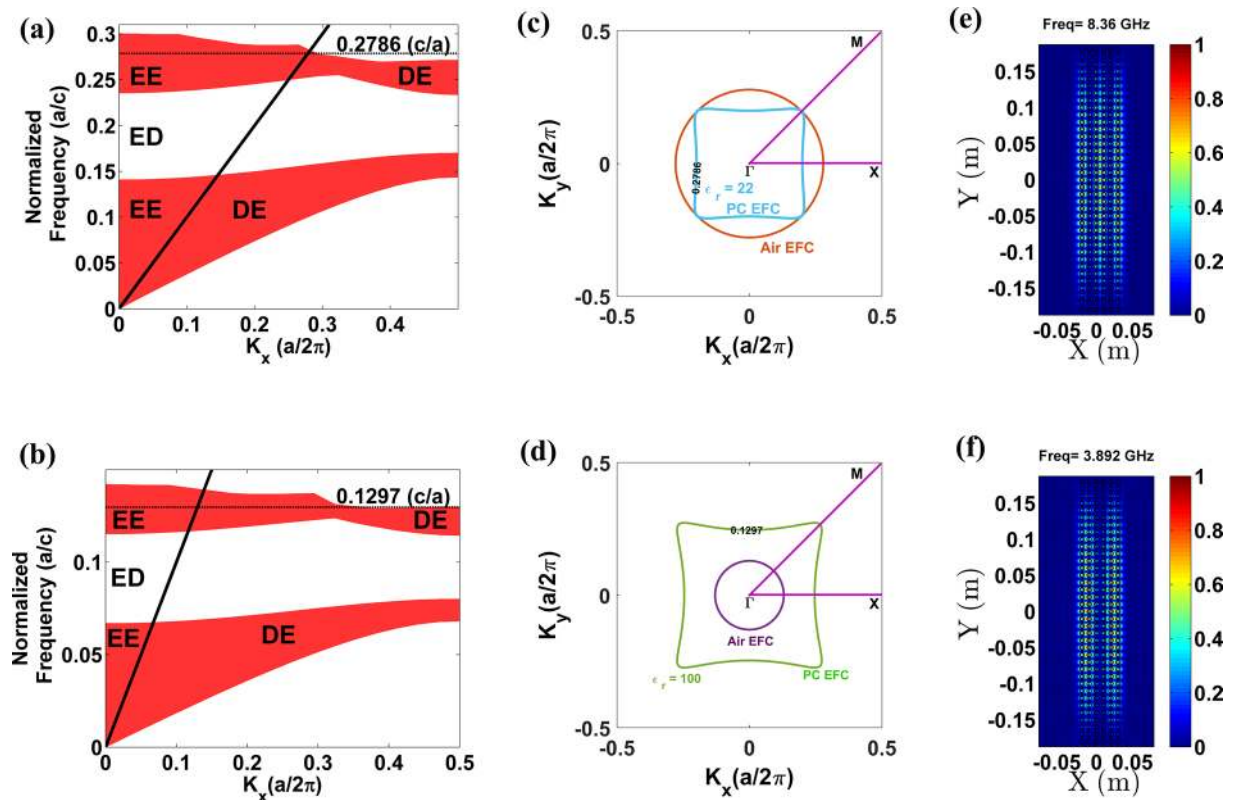 (a)
0.3
0.25
0.2
0.15
0.1
0.05
0
Normalized
Frequency (a/c)
0.2786 (c/a)
EE
DE
ED
EE
DE
0 0.1 0.2 0.3 0.4
K_x (a/2π)
(c)
0.5
0
-0.5
K_y(a/2π)
M
Γ
X
0.2786
ϵ_r = 22
PC EFC
Air EFC
-0.5 0 0.5
K_x(a/2π)
(e)
Freq= 8.36 GHz
0.15
0.1
0.05
0
-0.05
-0.1
-0.15
Y (m)
-0.05 0 0.05
X (m)
1
0.8
0.6
0.4
0.2
0
(b)
0.1
0.05
0
Normalized
Frequency (a/c)
0.1297 (c/a)
EE
DE
ED
EE
DE
0 0.1 0.2 0.3 0.4 0.5
K_x(a/2π)
(d)
0.5
0
-0.5
K_y(a/2π)
M
0.1297
Γ
X
Air EFC
ϵ_r = 100
PC EFC
-0.5 0 0.5
K_x(a/2π)
(f)
Freq= 3.892 GHz
0.15
0.1
0.05
0
-0.05
-0.1
-0.15
Y (m)
-0.05 0 0.05
X (m)
1
0.8
0.6
0.4
0.2
0